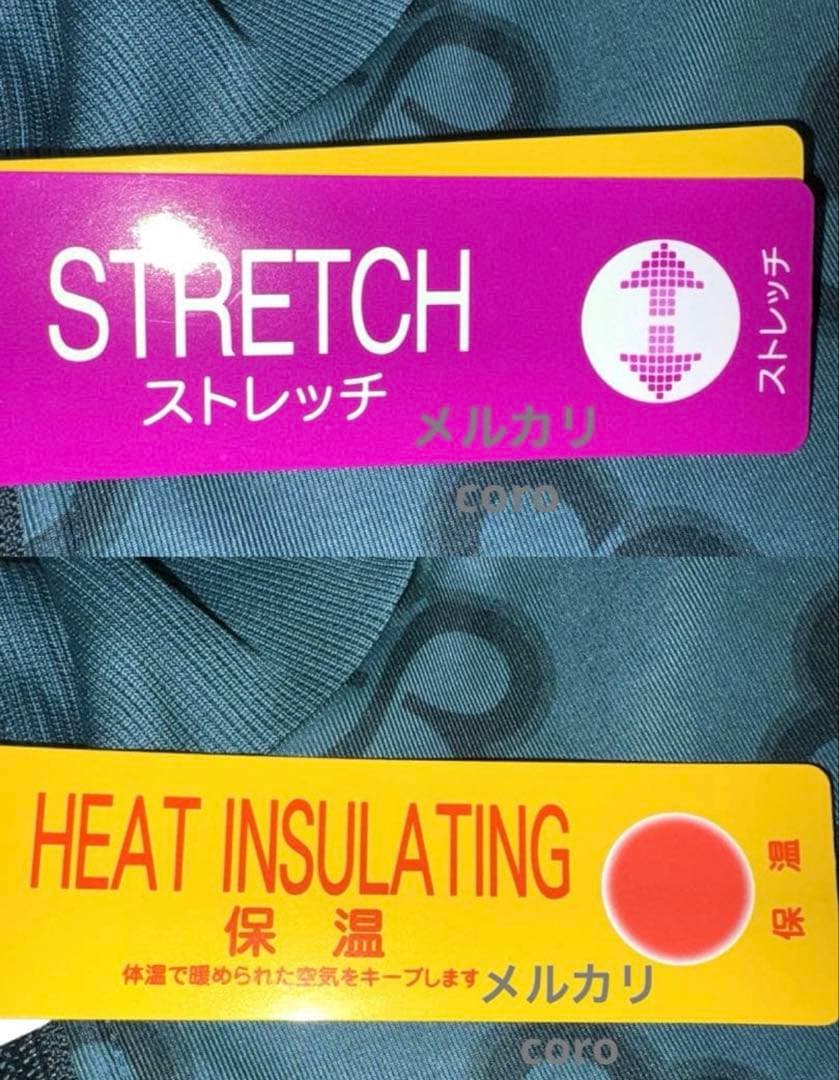 STRETCH
ストレッチ
ストレッチ
メルカリ
coro
HEAT INSULATING
保 温
保 温
体温で暖められた空気をキープします
メルカリ
coro